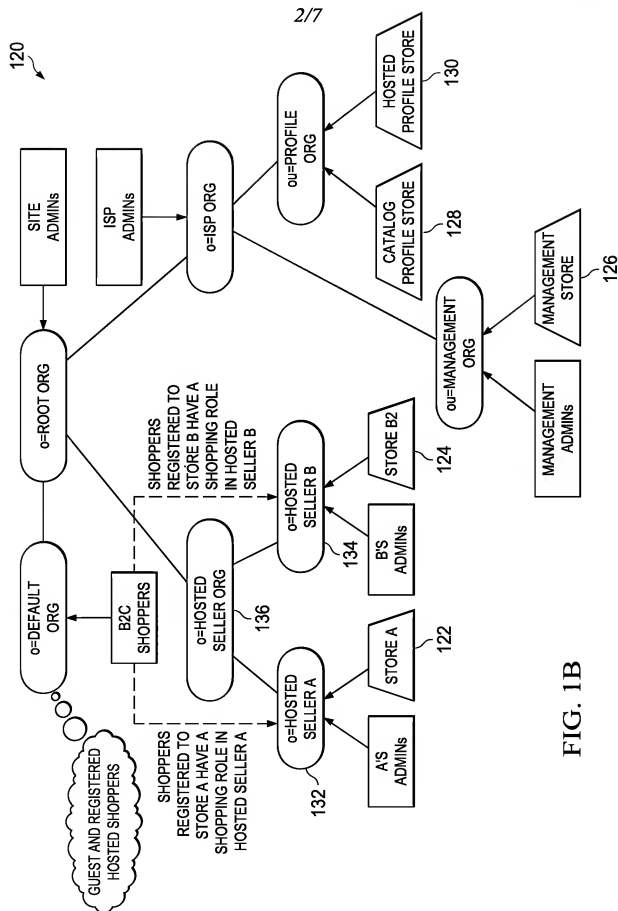 2/7
120
SITE
ADMINs
ISP
ADMINs
o=ROOT ORG
o=ISP ORG
ou=PROFILE
ORG
HOSTED
PROFILE STORE
130
CATALOG
PROFILE STORE
128
o=DEFAULT
ORG
GUEST AND REGISTERED
HOSTED SHOPPERS
B2C
SHOPPERS
SHOPPERS
REGISTERED TO
STORE B HAVE A
SHOPPING ROLE
IN HOSTED
SELLER B
o=HOSTED
SELLER ORG
136
SHOPPERS
REGISTERED TO
STORE A HAVE A
SHOPPING ROLE IN
HOSTED SELLER A
o=HOSTED
SELLER A
132
o=HOSTED
SELLER B
134
A'S
ADMINs
STORE A
122
B'S
ADMINs
STORE B2
124
ou=MANAGEMENT
ORG
MANAGEMENT
ADMINs
MANAGEMENT
STORE
126
FIG. 1B